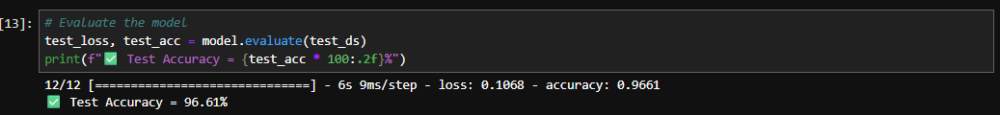 [13]:
# Evaluate the model
test_loss, test_acc = model.evaluate(test_ds)
print(f"✅ Test Accuracy = {test_acc * 100:.2f}%")
12/12 [==============================] - 6s 9ms/step - loss: 0.1068 - accuracy: 0.9661
✅ Test Accuracy = 96.61%